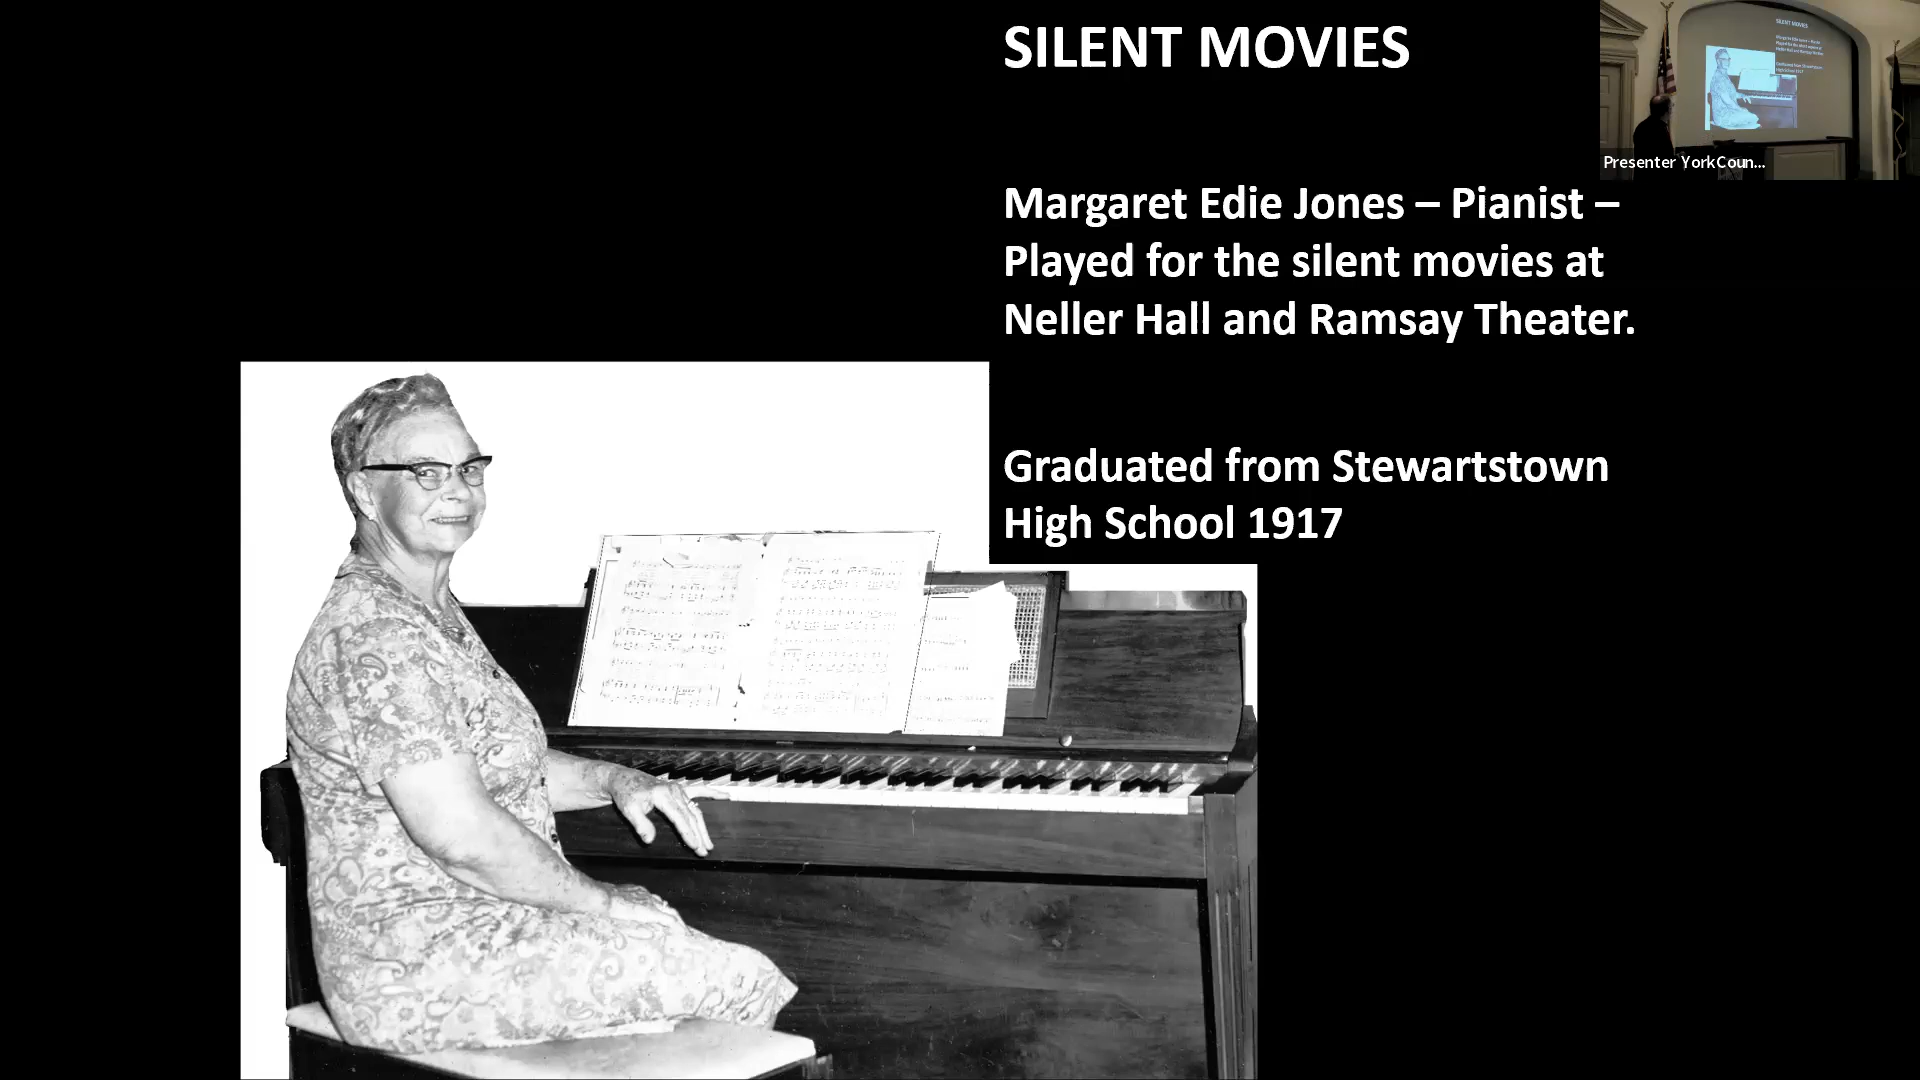 SILENT MOVIES
Presenter YorkCoun...
Margaret Edie Jones – Pianist –
Played for the silent movies at
Neller Hall and Ramsay Theater.
Graduated from Stewartstown
High School 1917